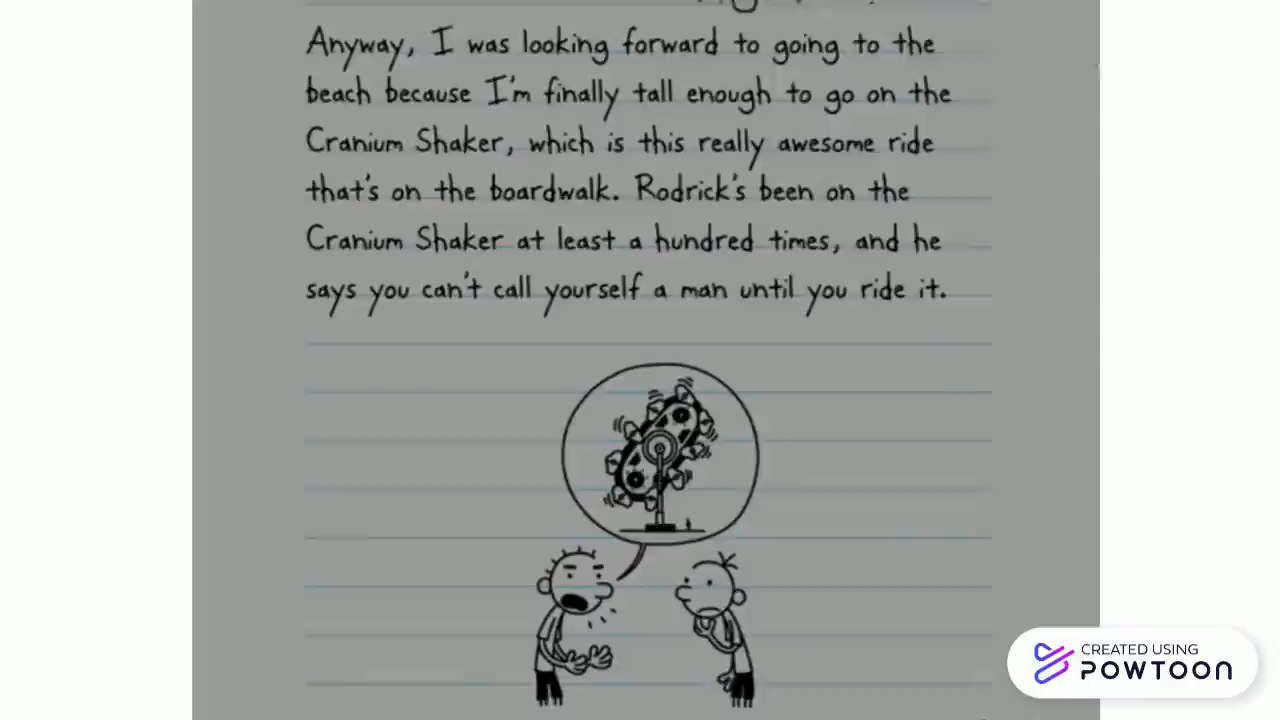 Anyway, I was looking forward to going to the
beach because I'm finally tall enough to go on the
Cranium Shaker, which is this really awesome ride
that's on the boardwalk. Rodrick's been on the
Cranium Shaker at least a hundred times, and he
says you can't call yourself a man until you ride it.
CREATED USING
POWTOON